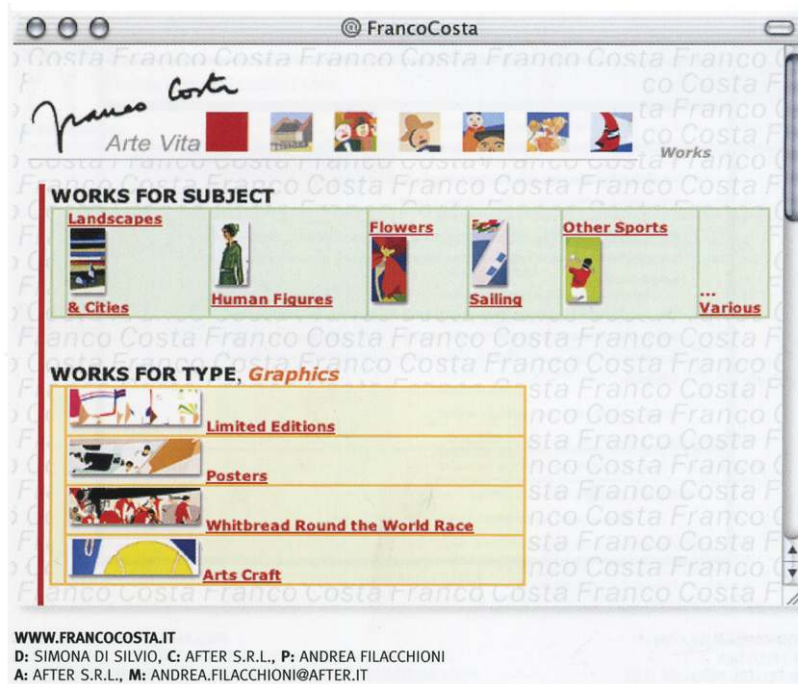 @ FrancoCosta
Franco Costa
Arte Vita
Works
WORKS FOR SUBJECT
Landscapes
& Cities
Human Figures
Flowers
Sailing
Other Sports
...
Various
WORKS FOR TYPE, Graphics
Limited Editions
Posters
Whitbread Round the World Race
Arts Craft
WWW.FRANCOCOSTA.IT
D: SIMONA DI SILVIO, C: AFTER S.R.L., P: ANDREA FILACCHIONI
A: AFTER S.R.L., M: ANDREA.FILACCHIONI@AFTER.IT